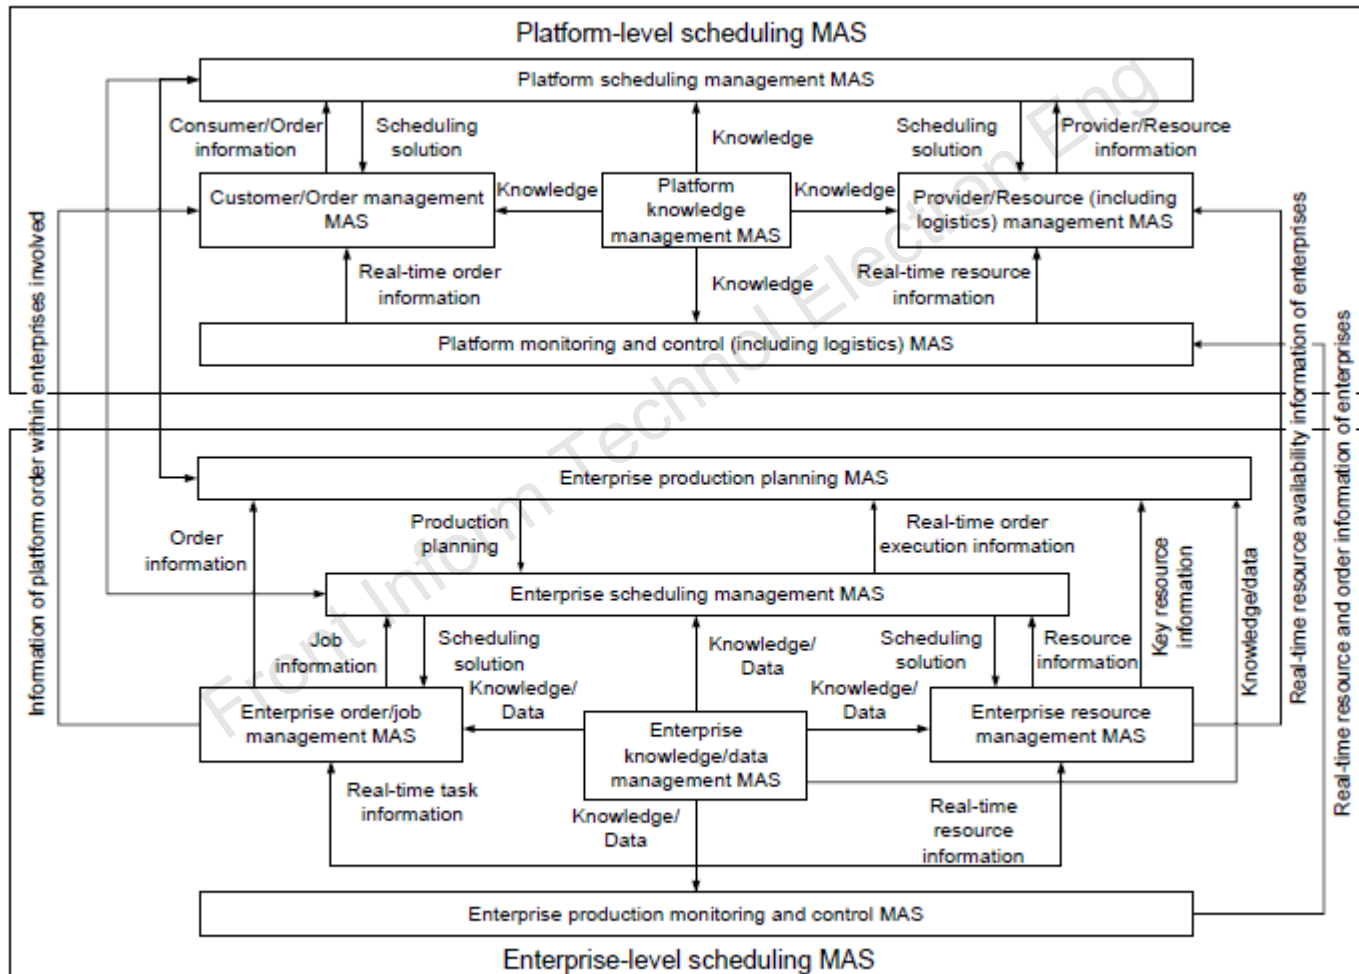 Platform-level scheduling MAS
Platform scheduling management MAS
Consumer/Order
information
Scheduling
solution
Knowledge
Scheduling
solution
Provider/Resource
information
Customer/Order management
MAS
Knowledge
Platform
knowledge
management MAS
Knowledge
Provider/Resource (including
logistics) management MAS
Real-time order
information
Knowledge
Real-time resource
information
Platform monitoring and control (including logistics) MAS
Information of platform order within enterprises involved
Real-time resource availability information of enterprises
Real-time resource and order information of enterprises
Enterprise production planning MAS
Order
information
Production
planning
Real-time order
execution information
Key resource
information
Knowledge/data
Enterprise scheduling management MAS
Job
information
Scheduling
solution
Knowledge/
Data
Scheduling
solution
Resource
information
Knowledge/
Data
Knowledge/
Data
Enterprise order/job
management MAS
Enterprise
knowledge/data
management MAS
Enterprise resource
management MAS
Real-time task
information
Knowledge/
Data
Real-time
resource
information
Enterprise production monitoring and control MAS
Enterprise-level scheduling MAS
Front Inform Technol Electron Eng